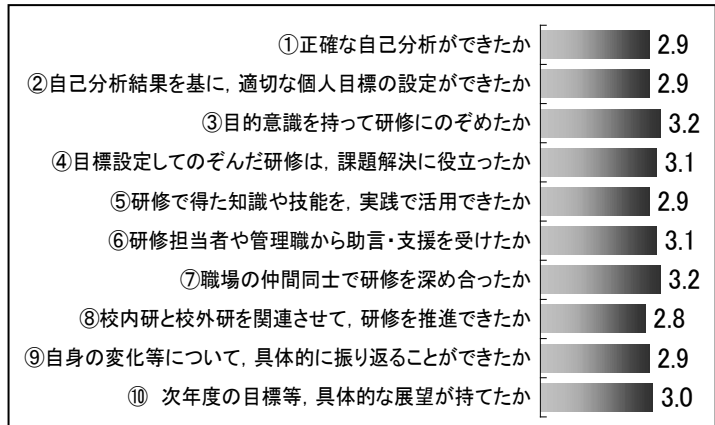 ①正確な自己分析ができたか 2.9
②自己分析結果を基に，適切な個人目標の設定ができたか 2.9
③目的意識を持って研修にのぞめたか 3.2
④目標設定してのぞんだ研修は，課題解決に役立ったか 3.1
⑤研修で得た知識や技能を，実践で活用できたか 2.9
⑥研修担当者や管理職から助言・支援を受けたか 3.1
⑦職場の仲間同士で研修を深め合ったか 3.2
⑧校内研と校外研を関連させて，研修を推進できたか 2.8
⑨自身の変化等について，具体的に振り返ることができたか 2.9
⑩ 次年度の目標等，具体的な展望が持てたか 3.0